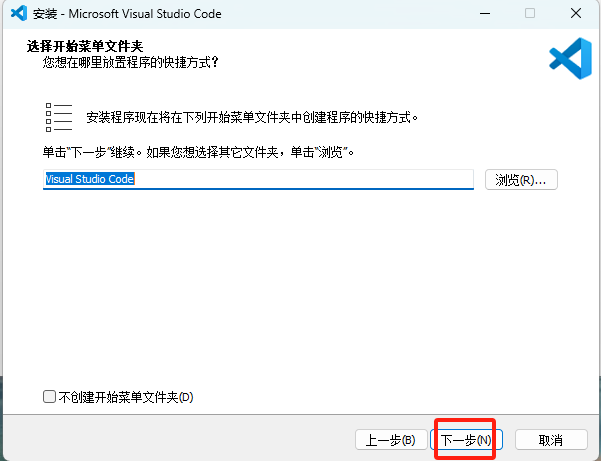 安装 - Microsoft Visual Studio Code
选择开始菜单文件夹
您想在哪里放置程序的快捷方式？
安装程序现在将在下列开始菜单文件夹中创建程序的快捷方式。
单击“下一步”继续。如果您想选择其它文件夹，单击“浏览”。
Visual Studio Code
浏览(R)...
不创建开始菜单文件夹(D)
上一步(B)
下一步(N)
取消